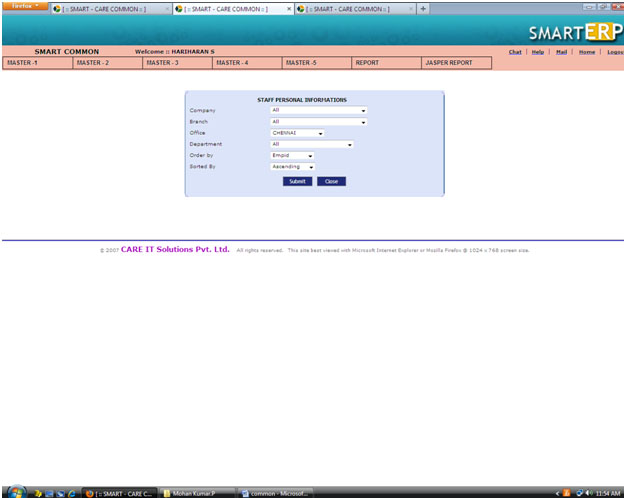 Firefox
[ :: SMART - CARE COMMON :: ] × [ :: SMART - CARE COMMON :: ] × [ :: SMART - CARE COMMON :: ] × +
SMARTERP
SMART COMMON Welcome :: HARIHARAN S Chat | Help | Mail | Home | Logou
MASTER -1 MASTER - 2 MASTER - 3 MASTER - 4 MASTER -5 REPORT JASPER REPORT
STAFF PERSONAL INFORMATIONS
Company All
Branch All
Office CHENNAI
Department All
Order by Empid
Sorted By Ascending
Submit Close
© 2007 CARE IT Solutions Pvt. Ltd. All rights reserved. This site best viewed with Microsoft Internet Explorer or Mozilla Firefox @ 1024 x 768 screen size.
[ :: SMART - CARE C... Mohan Kumar.P common - Microsof... 11:54 AM